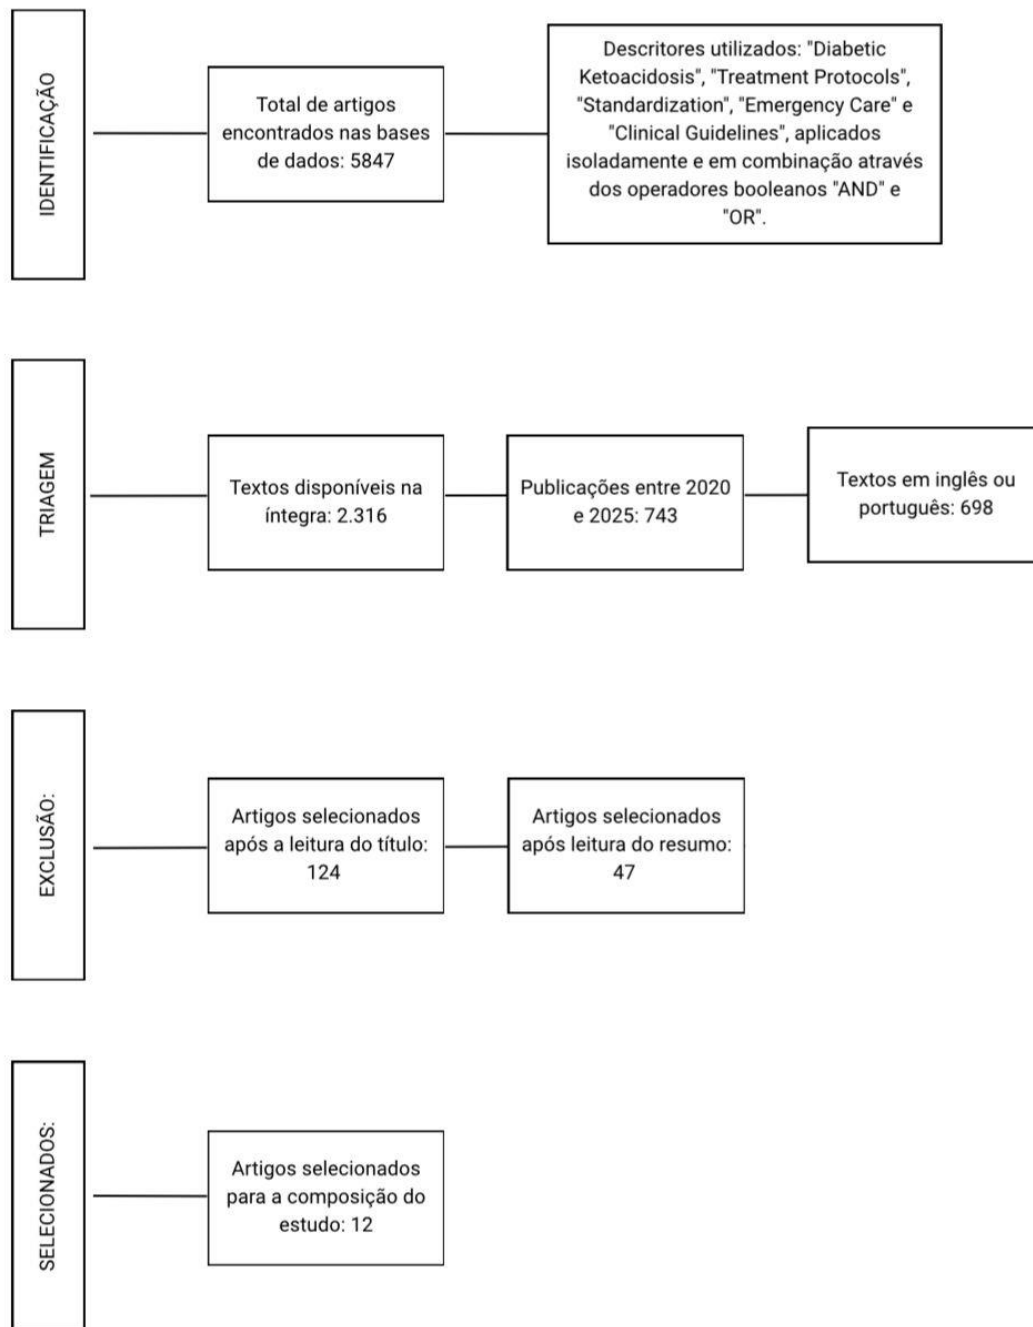 IDENTIFICAÇÃO
Total de artigos
encontrados nas bases
de dados: 5847
Descritores utilizados: "Diabetic
Ketoacidosis", "Treatment Protocols",
"Standardization", "Emergency Care" e
"Clinical Guidelines", aplicados
isoladamente e em combinação através
dos operadores booleanos "AND" e
"OR".
TRIAGEM
Textos disponíveis na
íntegra: 2.316
Publicações entre 2020
e 2025: 743
Textos em inglês ou
português: 698
EXCLUSÃO:
Artigos selecionados
após a leitura do título:
124
Artigos selecionados
após leitura do resumo:
47
SELECIONADOS:
Artigos selecionados
para a composição do
estudo: 12